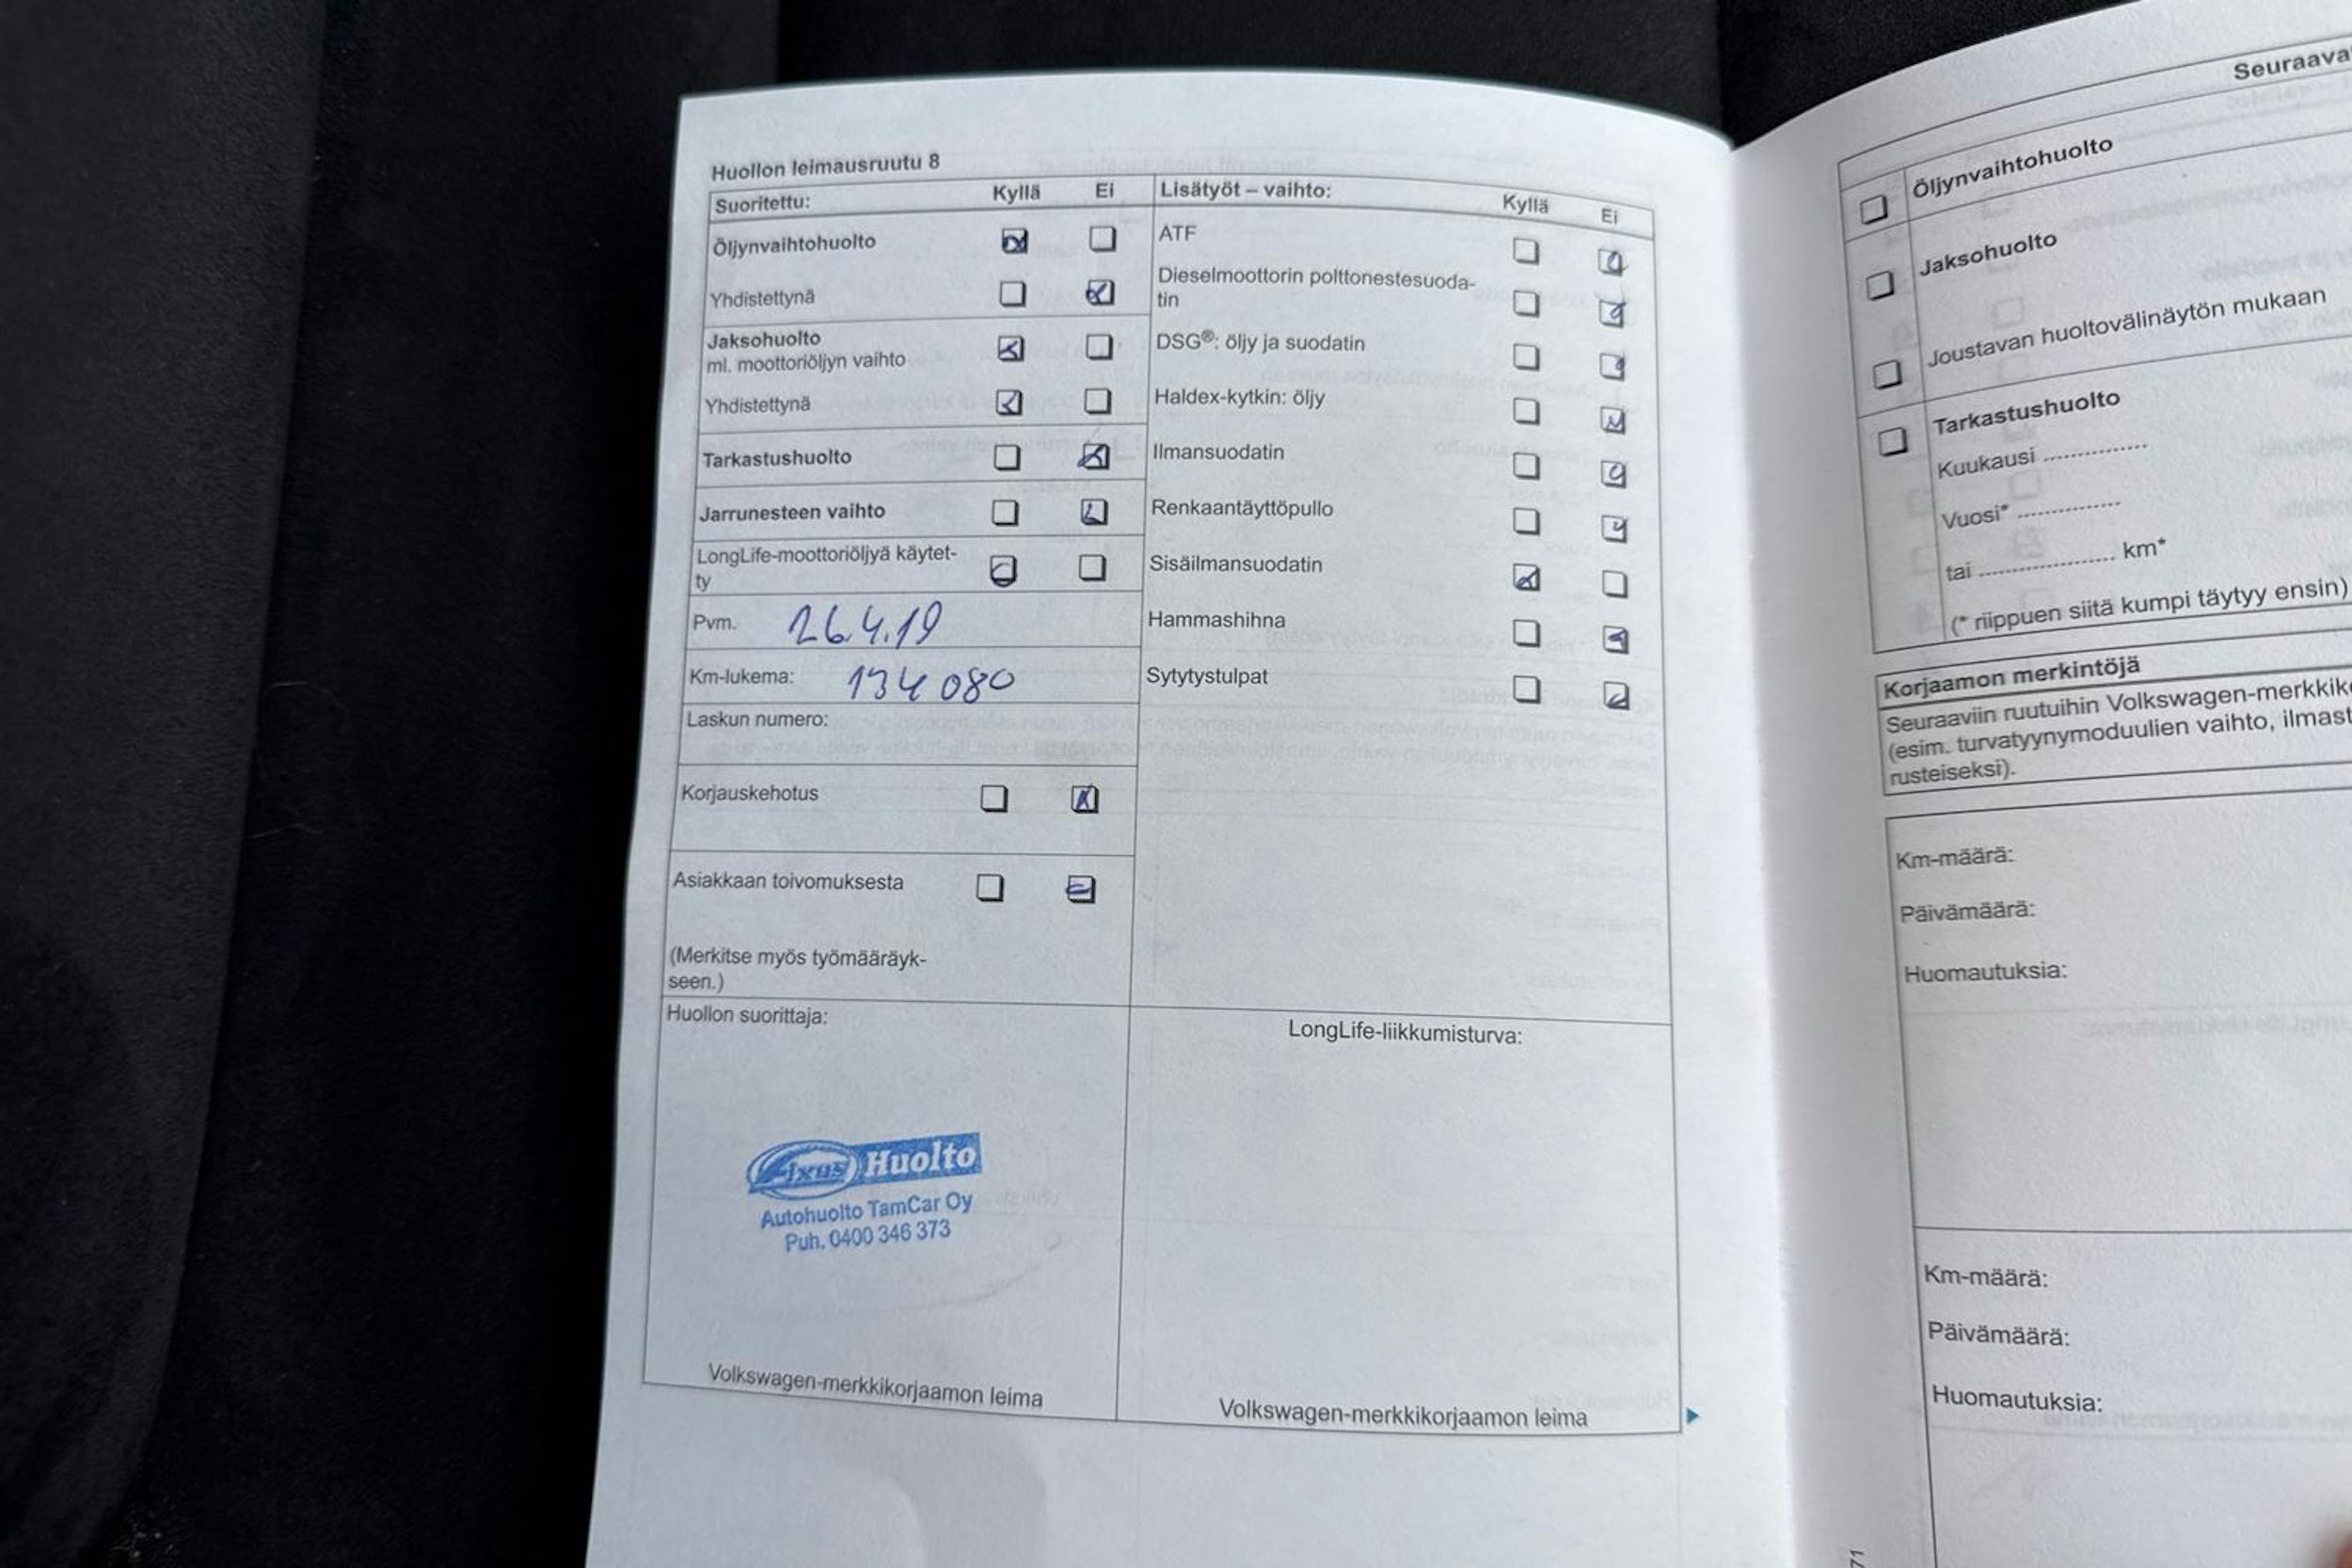 Huollon leimausruutu 8
Suoritettu: Kyllä Ei
Öljynvaihtohuolto
Yhdistettynä
Jaksohuolto
ml. moottoriöljyn vaihto
Yhdistettynä
Tarkastushuolto
Jarrunesteen vaihto
LongLife-moottoriöljyä käytet-
ty
Pvm. 26.4.19
Km-lukema: 134 080
Laskun numero:
Korjauskehotus
Asiakkaan toivomuksesta
(Merkitse myös työmääräyk-
seen.)
Huollon suorittaja:
Fixus Huolto
Autohuolto TamCar Oy
Puh. 0400 346 373
Volkswagen-merkkikorjaamon leima
Lisätyöt – vaihto: Kyllä Ei
ATF
Dieselmoottorin polttonestesuoda-
tin
DSG®: öljy ja suodatin
Haldex-kytkin: öljy
Ilmansuodatin
Renkaantäyttöpullo
Sisäilmansuodatin
Hammashihna
Sytytystulpat
LongLife-liikkumisturva:
Volkswagen-merkkikorjaamon leima
Seuraava
Öljynvaihtohuolto
Jaksohuolto
Joustavan huoltovälinäytön mukaan
Tarkastushuolto
Kuukausi ................
Vuosi* ................
tai ..................... km*
(* riippuen siitä kumpi täytyy ensin)
Korjaamon merkintöjä
Seuraaviin ruutuihin Volkswagen-merkkik
(esim. turvatyynymoduulien vaihto, ilmast
rusteiseksi).
Km-määrä:
Päivämäärä:
Huomautuksia:
Km-määrä:
Päivämäärä:
Huomautuksia:
71